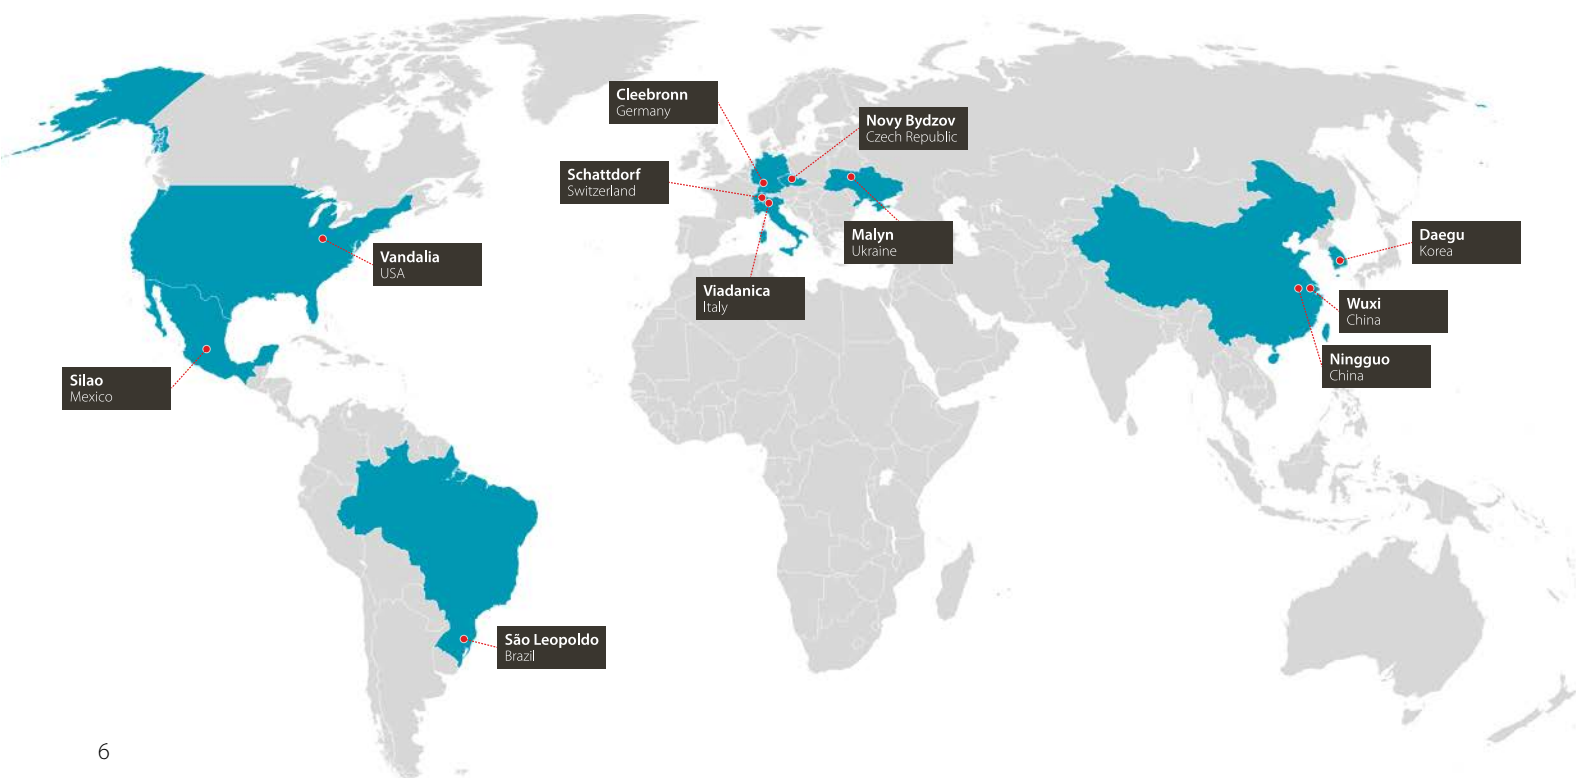 Cleebronn
Germany
Novy Bydzov
Czech Republic
Schattdorf
Switzerland
Malyn
Ukraine
Daegu
Korea
Vandalia
USA
Viadanica
Italy
Wuxi
China
Ningguo
China
Silao
Mexico
São Leopoldo
Brazil
6